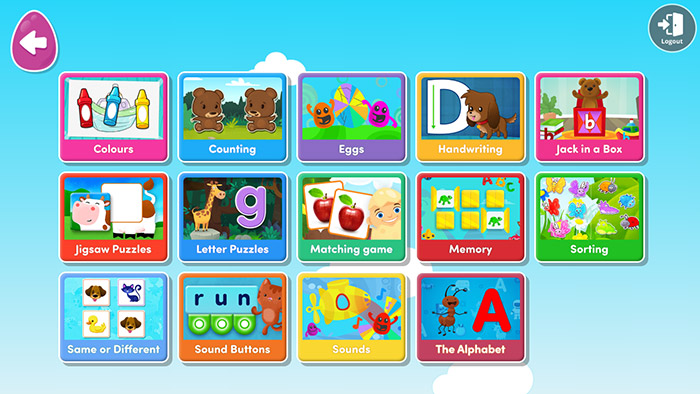 Logout
Colours
Counting
Eggs
D
Handwriting
b
Jack in a Box
Jigsaw Puzzles
g
Letter Puzzles
Matching game
A C
Memory
Sorting
Same or Different
run
Sound Buttons
Sounds
A
The Alphabet